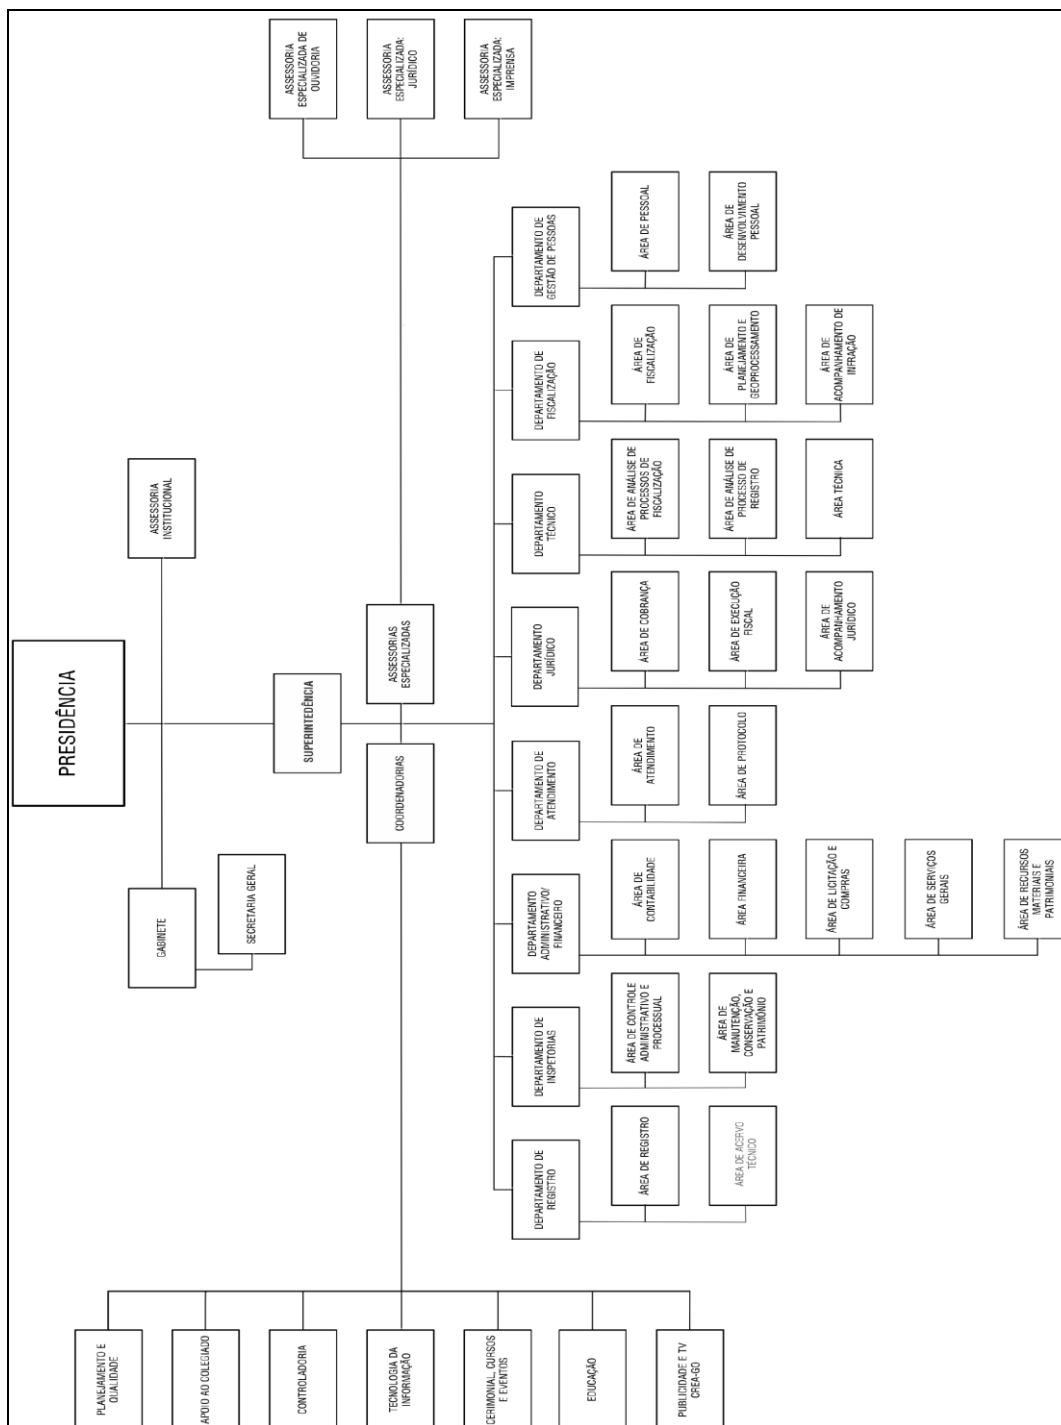 PRESIDÊNCIA
GABINETE
ASSESSORIA
INSTITUCIONAL
SECRETARIA GERAL
SUPERINTEDÊNCIA
COORDENADORIAS
ASSESSORIAS
ESPECIALIZADAS
PLANEJAMENTO E
QUALIDADE
APOIO AO COLEGIADO
CONTROLADORIA
TECNOLOGIA DA
INFORMAÇÃO
CERIMONIAL, CURSOS
E EVENTOS
EDUCAÇÃO
PUBLICIDADE E TV
CREA-GO
ASSESSORIA
ESPECIALIZADA DE
OUVIDORIA
ASSESSORIA
ESPECIALIZADA:
JURÍDICO
ASSESSORIA
ESPECIALIZADA:
IMPRENSA
DEPARTAMENTO DE
REGISTRO
ÁREA DE REGISTRO
ÁREA DE ACERVO
TÉCNICO
DEPARTAMENTO DE
INSPETORIAS
ÁREA DE CONTROLE
ADMINISTRATIVO E
PROCESSUAL
ÁREA DE
MANUTENÇÃO,
CONSERVAÇÃO E
PATRIMÔNIO
DEPARTAMENTO
ADMINISTRATIVO/
FINANCEIRO
ÁREA DE
CONTABILIDADE
ÁREA FINANCEIRA
ÁREA DE LICITAÇÃO E
COMPRAS
ÁREA DE SERVIÇOS
GERAIS
ÁREA DE RECURSOS
MATERIAIS E
PATRIMONIAIS
DEPARTAMENTO DE
ATENDIMENTO
ÁREA DE
ATENDIMENTO
ÁREA DE PROTOCOLO
DEPARTAMENTO
JURÍDICO
ÁREA DE COBRANÇA
ÁREA DE EXECUÇÃO
FISCAL
ÁREA DE
ACOMPANHAMENTO
JURÍDICO
DEPARTAMENTO
TÉCNICO
ÁREA DE ANÁLISE DE
PROCESSOS DE
FISCALIZAÇÃO
ÁREA DE ANÁLISE DE
PROCESSO DE
REGISTRO
ÁREA TÉCNICA
DEPARTAMENTO DE
FISCALIZAÇÃO
ÁREA DE
FISCALIZAÇÃO
ÁREA DE
PLANEJAMENTO E
GEOPROCESSAMENTO
ÁREA DE
ACOMPANHAMENTO DE
INFRAÇÃO
DEPARTAMENTO DE
GESTÃO DE PESSOAS
ÁREA DE PESSOAL
ÁREA DE
DESENVOLVIMENTO
PESSOAL